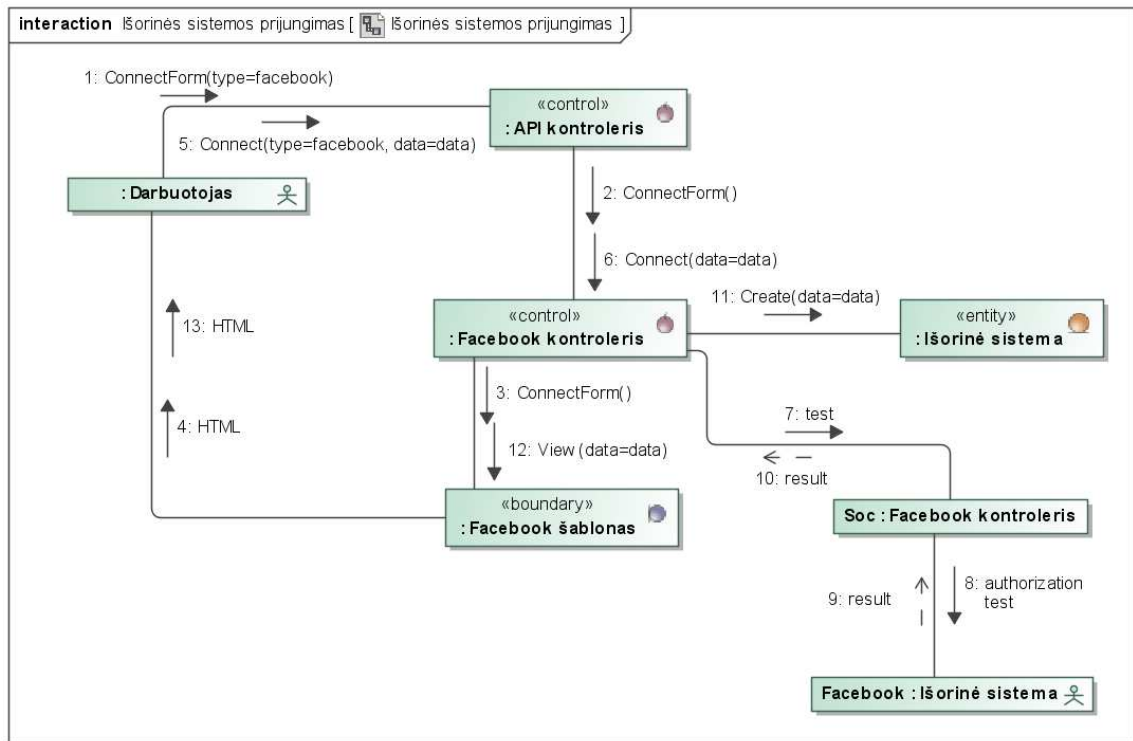 interaction Išorinės sistemos prijungimas [ Išorinės sistemos prijungimas ]
1: ConnectForm(type=facebook)
«control»
: API kontroleris
5: Connect(type=facebook, data=data)
: Darbuotojas
2: ConnectForm()
6: Connect(data=data)
11: Create(data=data)
13: HTML
«control»
: Facebook kontroleris
«entity»
: Išorinė sistema
3: ConnectForm()
4: HTML
7: test
12: View (data=data)
10: result
«boundary»
: Facebook šablonas
Soc : Facebook kontroleris
9: result
8: authorization
test
Facebook : Išorinė sistema